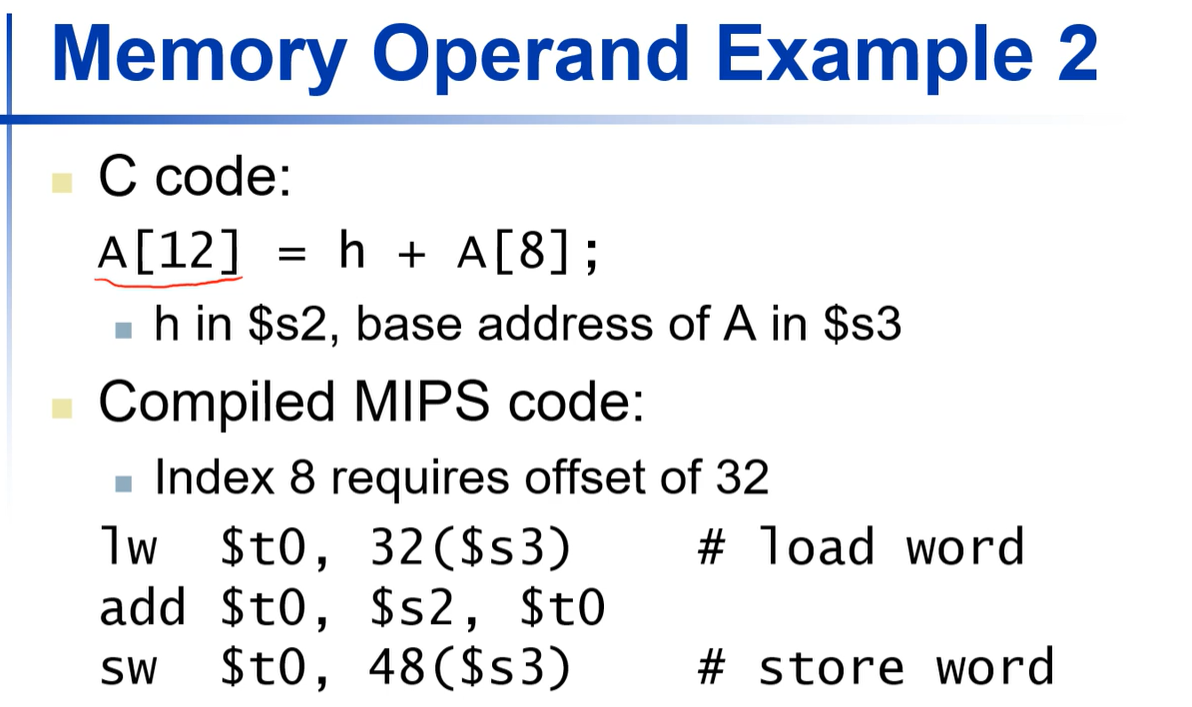 Memory Operand Example 2
C code:
A[12] = h + A[8];
h in $s2, base address of A in $s3
Compiled MIPS code:
Index 8 requires offset of 32
lw $t0, 32($s3) # load word
add $t0, $s2, $t0
sw $t0, 48($s3) # store word